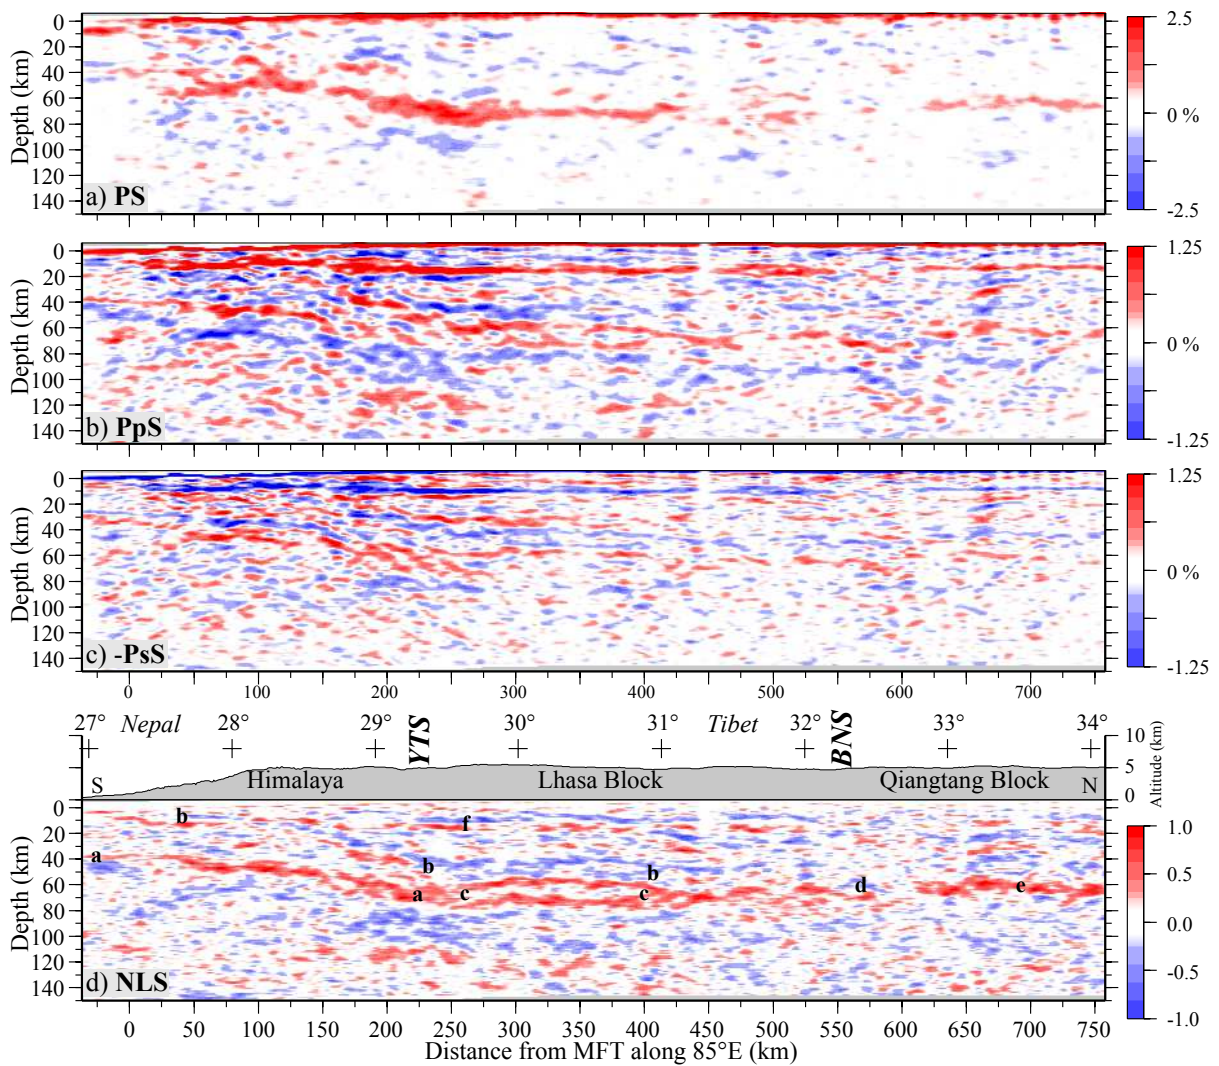 0
20
40
60
80
100
120
140
Depth (km)
a) PS
2.5
0 %
-2.5
0
20
40
60
80
100
120
140
Depth (km)
b) PpS
1.25
0 %
-1.25
0
20
40
60
80
100
120
140
Depth (km)
c) -PsS
1.25
0 %
-1.25
0 100 200 300 400 500 600 700
27° Nepal 28° 29° YTS 30° 31° Tibet 32° BNS 33° 34°
10
5
0
Altitude (km)
S Himalaya Lhasa Block Qiangtang Block N
0
20
40
60
80
100
120
140
Depth (km)
b f
a b b
a c c d e
d) NLS
1.0
0.5
0.0
-0.5
-1.0
0 50 100 150 200 250 300 350 400 450 500 550 600 650 700 750
Distance from MFT along 85°E (km)